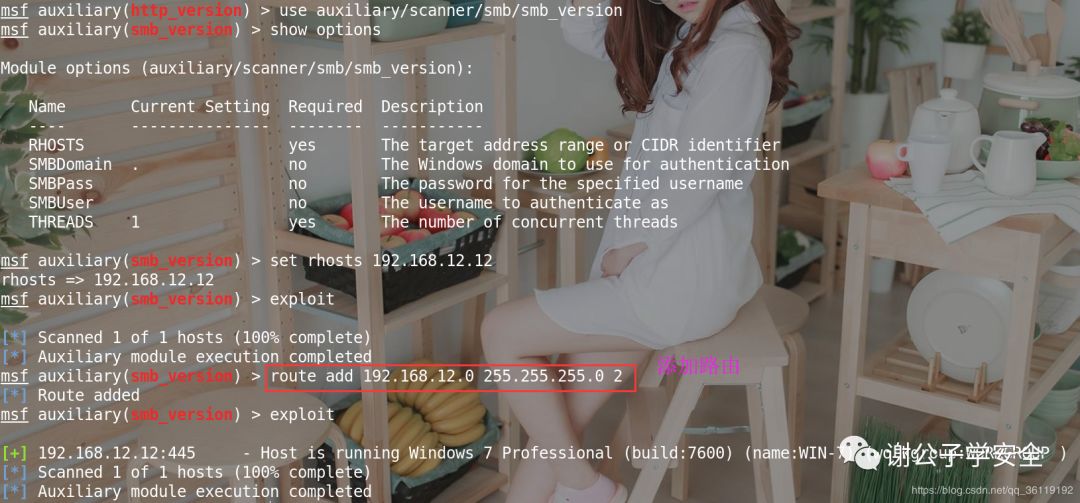 msf auxiliary(http_version) > use auxiliary/scanner/smb/smb_version
msf auxiliary(smb_version) > show options
Module options (auxiliary/scanner/smb/smb_version):
Name Current Setting Required Description
---- --------------- -------- -----------
RHOSTS yes The target address range or CIDR identifier
SMBDomain . no The Windows domain to use for authentication
SMBPass no The password for the specified username
SMBUser no The username to authenticate as
THREADS 1 yes The number of concurrent threads
msf auxiliary(smb_version) > set rhosts 192.168.12.12
rhosts => 192.168.12.12
msf auxiliary(smb_version) > exploit
[*] Scanned 1 of 1 hosts (100% complete)
[*] Auxiliary module execution completed
msf auxiliary(smb_version) > route add 192.168.12.0 255.255.255.0 2
添加路由
[*] Route added
msf auxiliary(smb_version) > exploit
[+] 192.168.12.12:445 - Host is running Windows 7 Professional (build:7600) (name:WIN-7)
谢公子学安全
[*] Scanned 1 of 1 hosts (100% complete)
[*] Auxiliary module execution completed
https://blog.csdn.net/qq_36119192